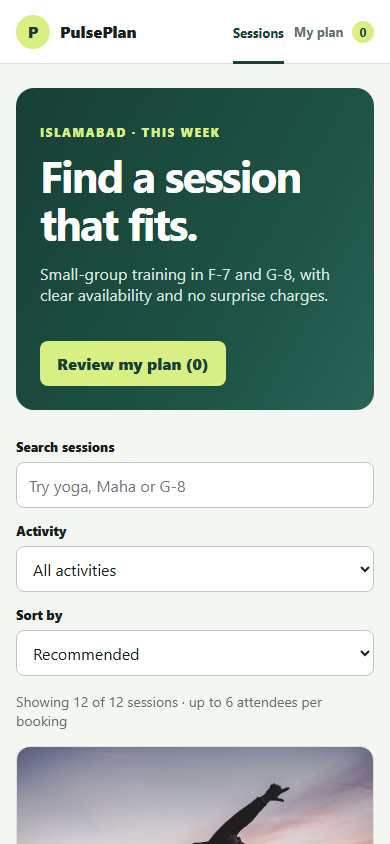 P PulsePlan Sessions My plan 0
ISLAMABAD · THIS WEEK
Find a session
that fits.
Small-group training in F-7 and G-8, with
clear availability and no surprise charges.
Review my plan (0)
Search sessions
Try yoga, Maha or G-8
Activity
All activities
Sort by
Recommended
Showing 12 of 12 sessions · up to 6 attendees per
booking